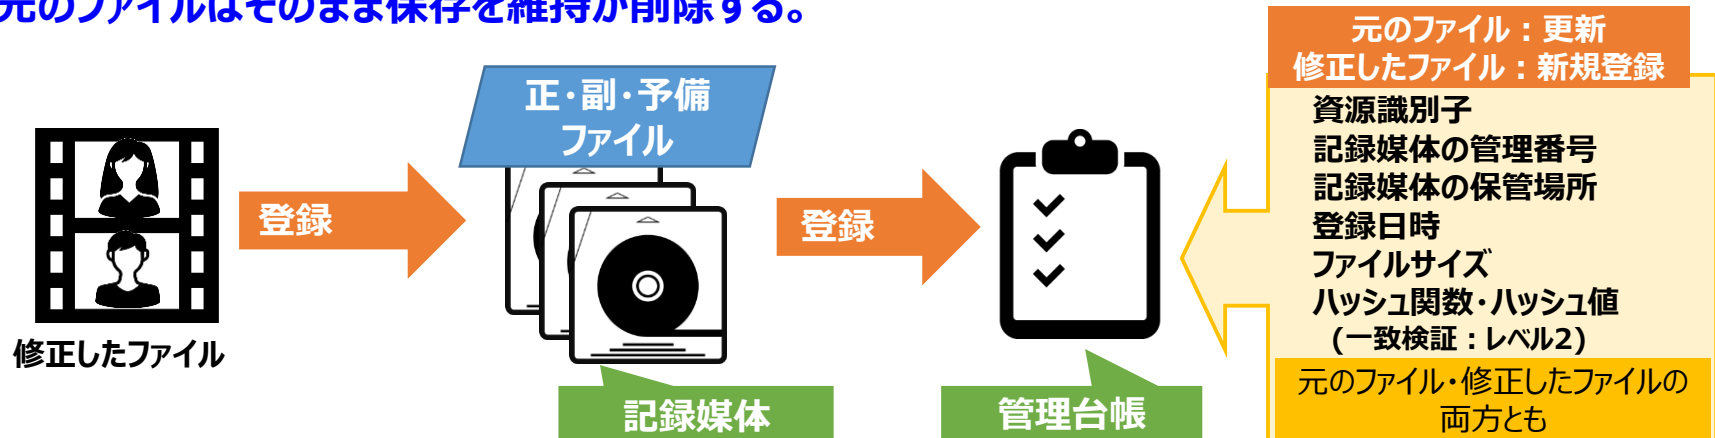 元のファイルはそのまま保存を維持か削除する。
元のファイル：更新
修正したファイル：新規登録
正・副・予備
ファイル
資源識別子
記録媒体の管理番号
記録媒体の保管場所
登録日時
ファイルサイズ
ハッシュ関数・ハッシュ値
(一致検証：レベル2)
登録
登録
修正したファイル
元のファイル・修正したファイルの
両方とも
記録媒体
管理台帳